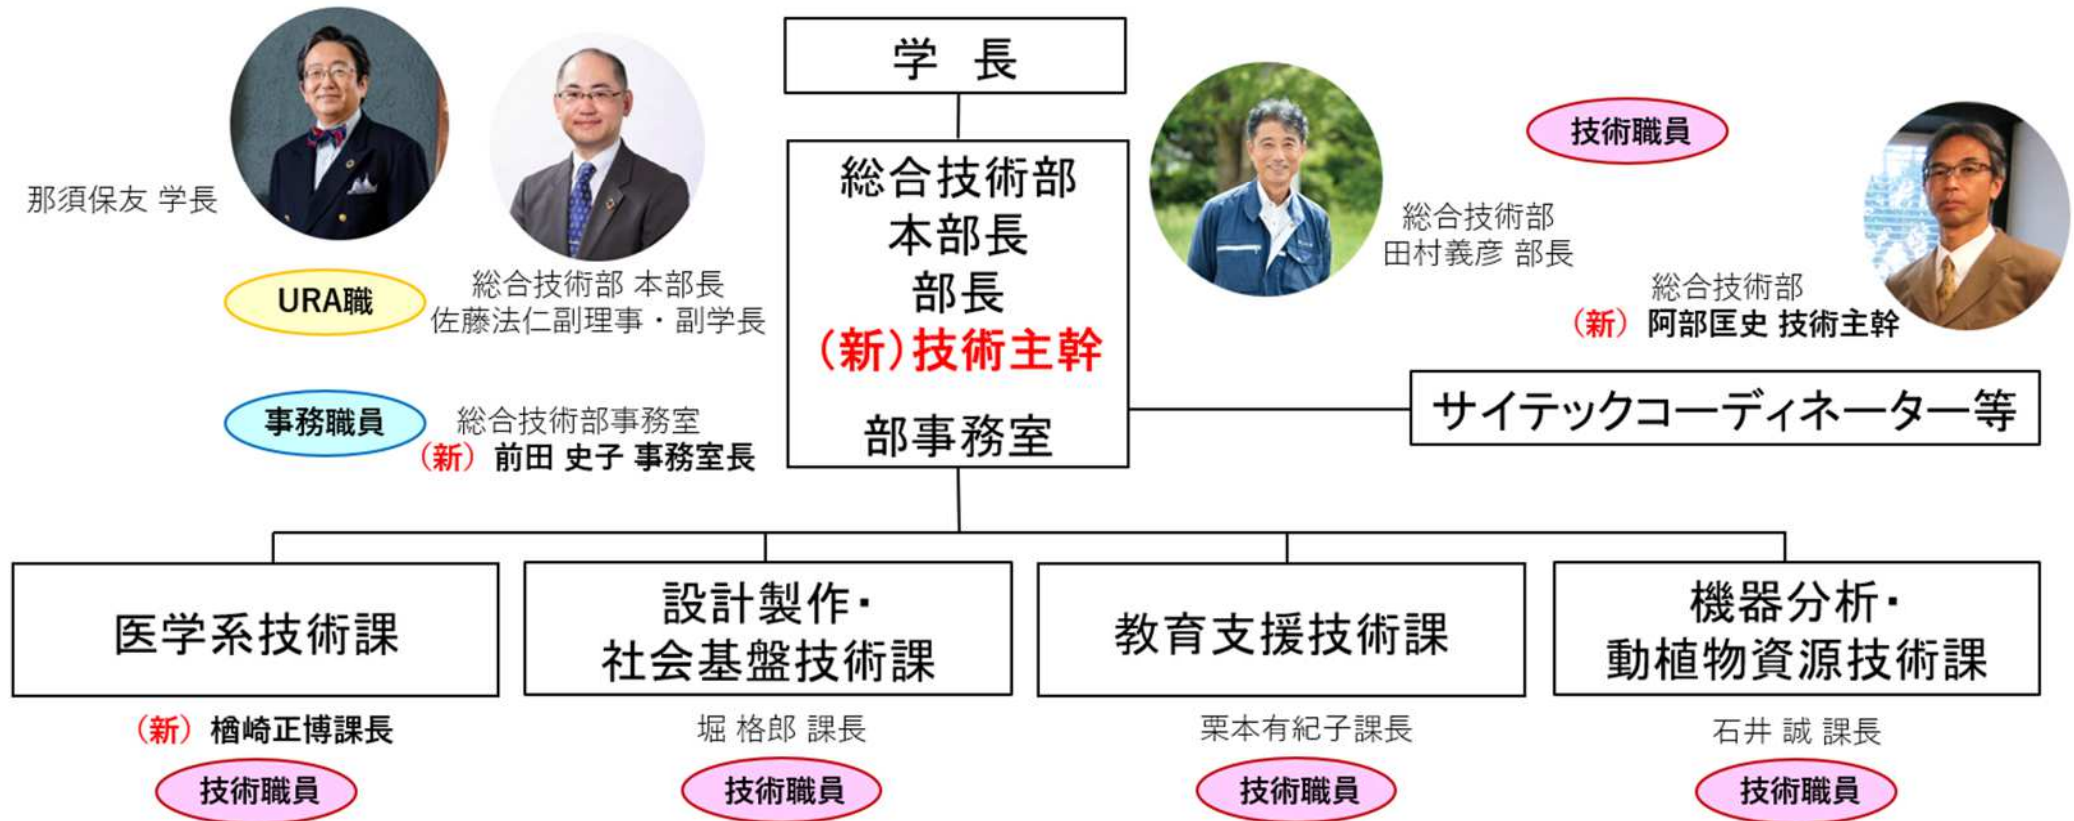 学 長
那須保友 学長
URA職
総合技術部 本部長
佐藤法仁副理事・副学長
事務職員
総合技術部事務室
（新） 前田 史子 事務室長
総合技術部
本部長
部長
（新）技術主幹
部事務室
総合技術部
田村義彦 部長
技術職員
総合技術部
（新） 阿部匡史 技術主幹
サイテックコーディネーター等
医学系技術課
（新） 楢崎正博課長
技術職員
設計製作・
社会基盤技術課
堀 格郎 課長
技術職員
教育支援技術課
栗本有紀子課長
技術職員
機器分析・
動植物資源技術課
石井 誠 課長
技術職員